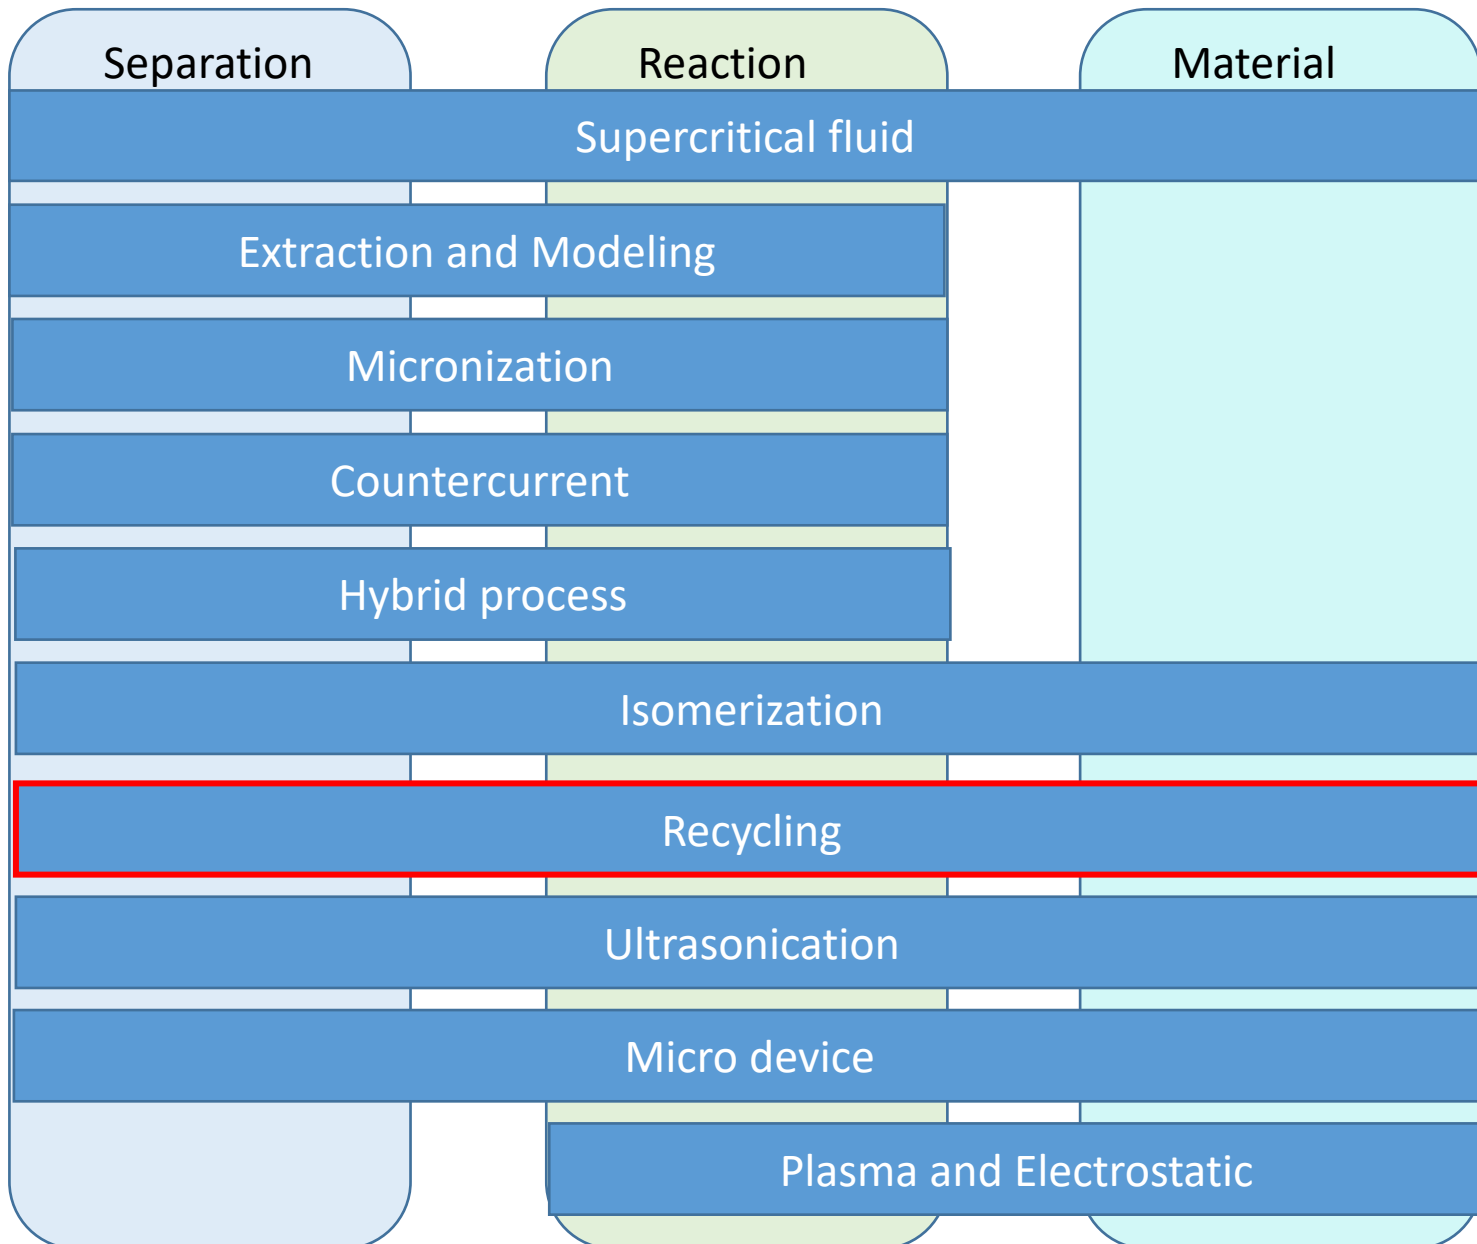 Separation
Reaction
Material
Supercritical fluid
Extraction and Modeling
Micronization
Countercurrent
Hybrid process
Isomerization
Recycling
Ultrasonication
Micro device
Plasma and Electrostatic